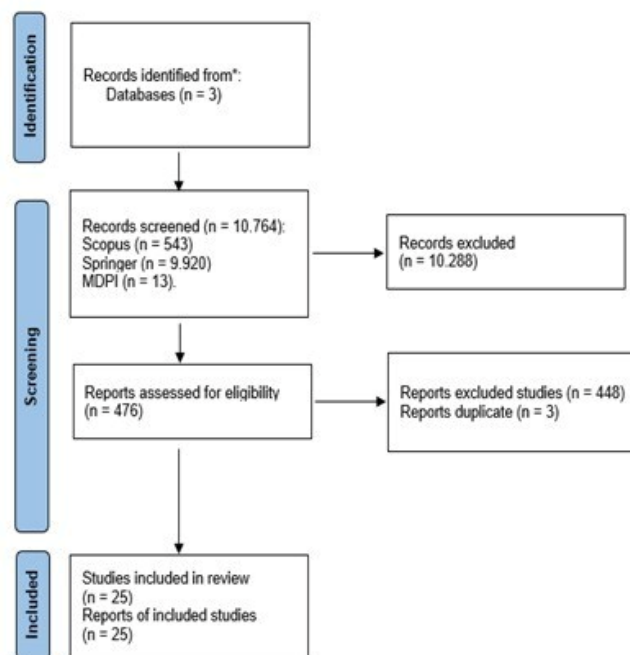 Identification
Records identified from*:
Databases (n = 3)
Screening
Records screened (n = 10.764):
Scopus (n = 543)
Springer (n = 9.920)
MDPI (n = 13).
Records excluded
(n = 10.288)
Reports assessed for eligibility
(n = 476)
Reports excluded studies (n = 448)
Reports duplicate (n = 3)
Included
Studies included in review
(n = 25)
Reports of included studies
(n = 25)